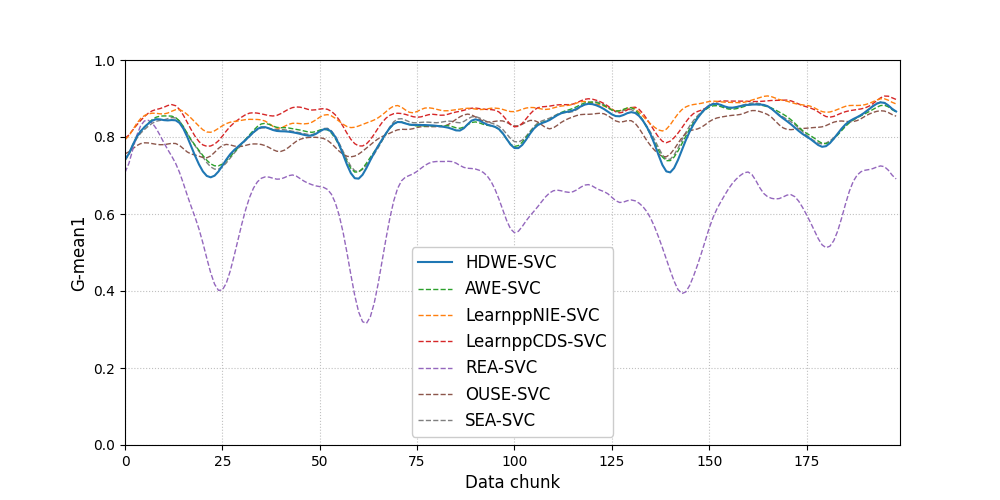 1.0
0.8
0.6
0.4
0.2
0.0
G-mean1
HDWE-SVC
AWE-SVC
LearnppNIE-SVC
LearnppCDS-SVC
REA-SVC
OUSE-SVC
SEA-SVC
0 25 50 75 100 125 150 175
Data chunk